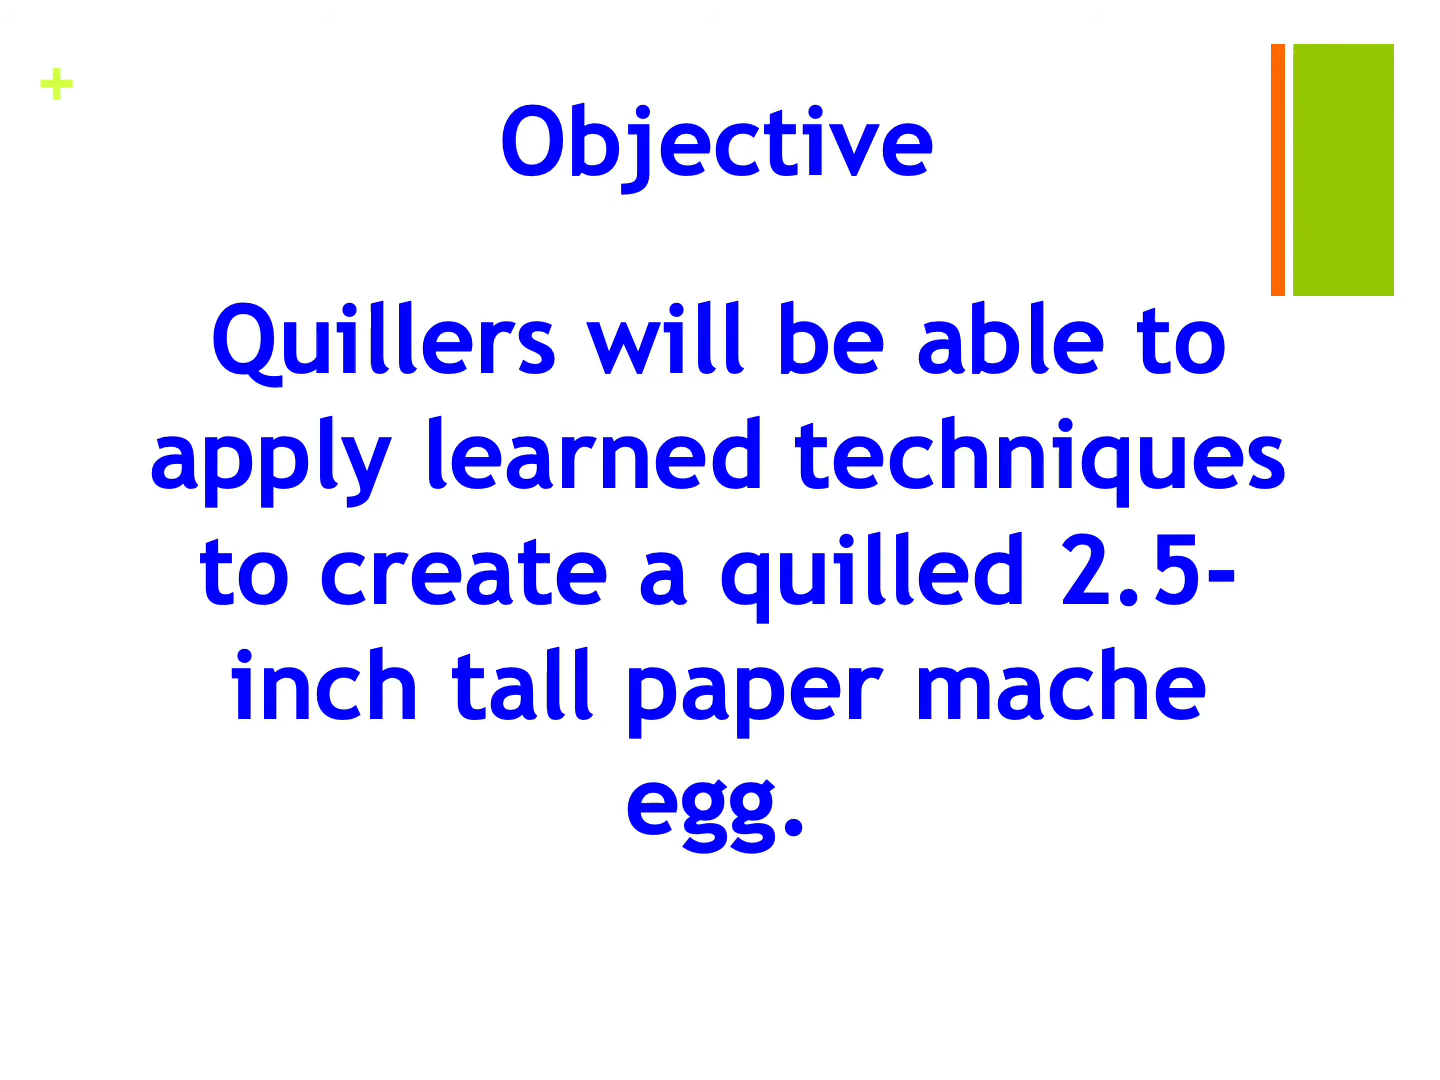 +
Objective
Quillers will be able to
apply learned techniques
to create a quilled 2.5-
inch tall paper mache
egg.